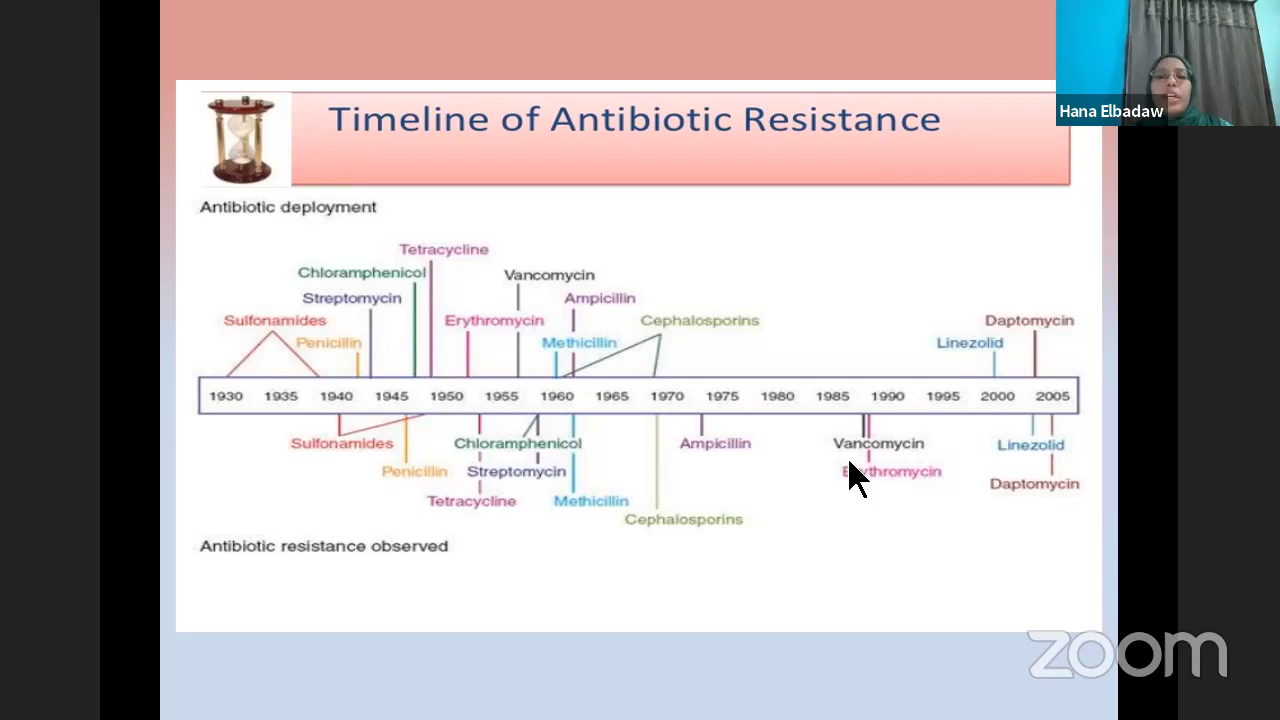 Timeline of Antibiotic Resistance
Hana Elbadaw
Antibiotic deployment
Tetracycline
Chloramphenicol
Vancomycin
Streptomycin
Ampicillin
Sulfonamides
Erythromycin
Cephalosporins
Daptomycin
Penicillin
Methicillin
Linezolid
1930 1935 1940 1945 1950 1955 1960 1965 1970 1975 1980 1985 1990 1995 2000 2005
Sulfonamides
Chloramphenicol
Ampicillin
Vancomycin
Linezolid
Penicillin
Streptomycin
Erythromycin
Daptomycin
Tetracycline
Methicillin
Cephalosporins
Antibiotic resistance observed
zoom